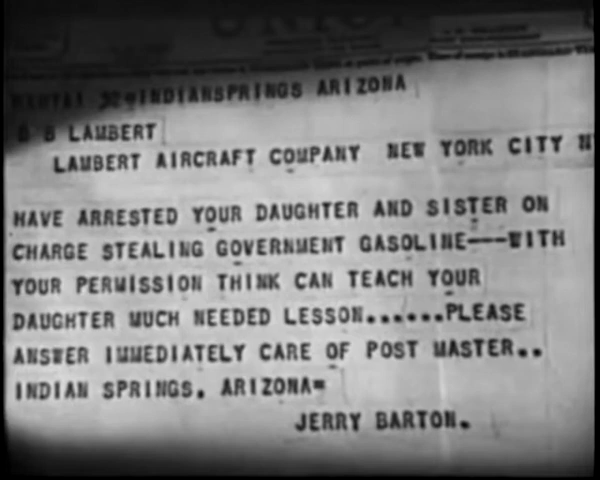 INDIANSPRINGS ARIZONA
B LAMBERT
LAMBERT AIRCRAFT COMPANY NEW YORK CITY N
HAVE ARRESTED YOUR DAUGHTER AND SISTER ON
CHARGE STEALING GOVERNMENT GASOLINE---WITH
YOUR PERMISSION THINK CAN TEACH YOUR
DAUGHTER MUCH NEEDED LESSON......PLEASE
ANSWER IMMEDIATELY CARE OF POST MASTER..
INDIAN SPRINGS. ARIZONA=
JERRY BARTON.